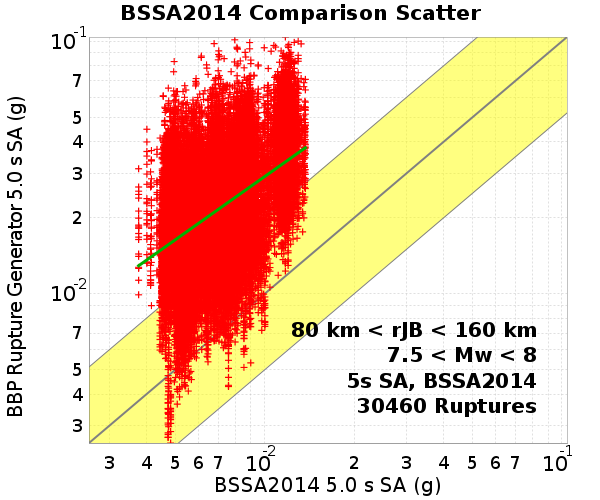 BSSA2014 Comparison Scatter
BBP Rupture Generator 5.0 s SA (g)
10-1
7
5
4
3
2
10-2
7
5
4
3
80 km < rJB < 160 km
7.5 < Mw < 8
5s SA, BSSA2014
30460 Ruptures
3 4 5 6 7 10-2 2 3 4 5 6 7 10-1
BSSA2014 5.0 s SA (g)